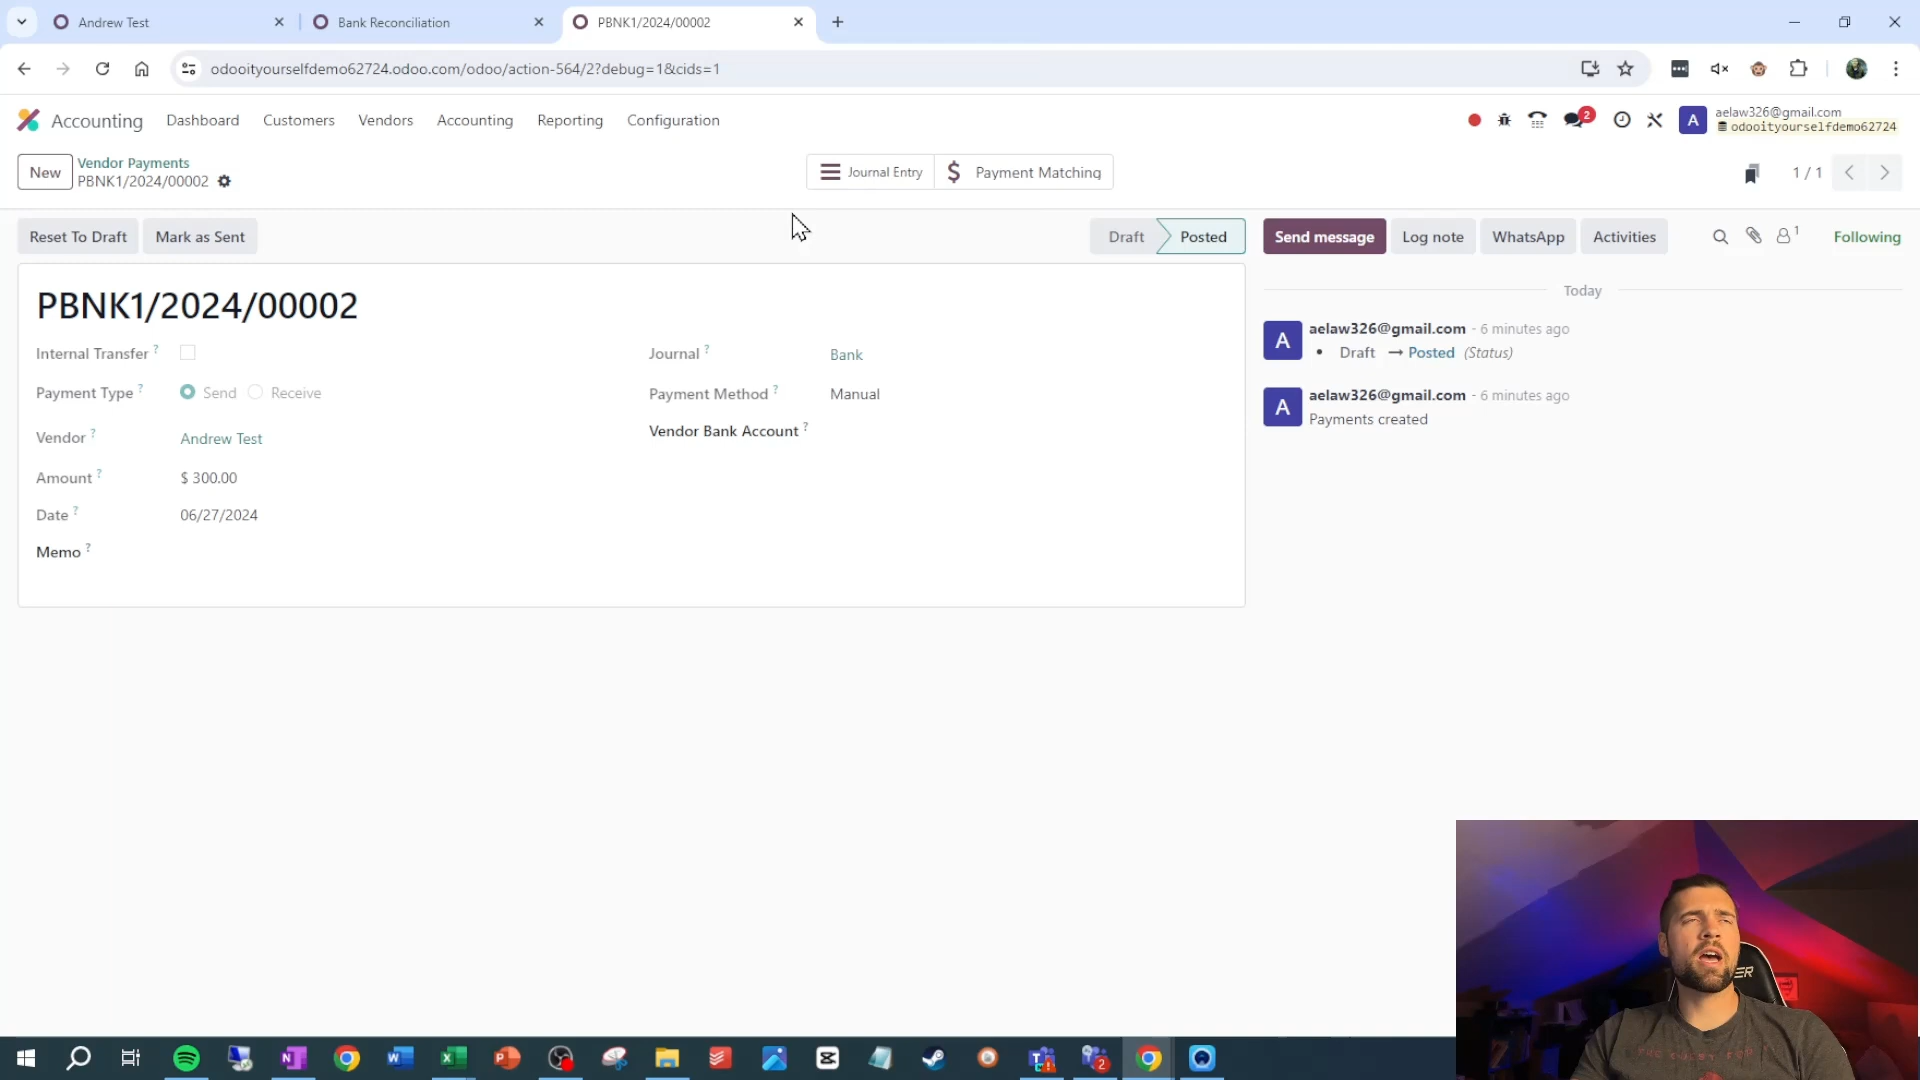 Andrew Test
Bank Reconciliation
PBNK1/2024/00002
odooityourselfdemo62724.odoo.com/odoo/action-564/2?debug=1&cids=1
Accounting
Dashboard
Customers
Vendors
Accounting
Reporting
Configuration
2
A
aelaw326@gmail.com
odooityourselfdemo62724
New
Vendor Payments
PBNK1/2024/00002
Journal Entry
$ Payment Matching
1 / 1
Reset To Draft
Mark as Sent
Draft
Posted
Send message
Log note
WhatsApp
Activities
1
Following
PBNK1/2024/00002
Internal Transfer ?
Payment Type ?
Send
Receive
Vendor ?
Andrew Test
Amount ?
$ 300.00
Date ?
06/27/2024
Memo ?
Journal ?
Bank
Payment Method ?
Manual
Vendor Bank Account ?
Today
A
aelaw326@gmail.com - 6 minutes ago
• Draft → Posted (Status)
A
aelaw326@gmail.com - 6 minutes ago
Payments created